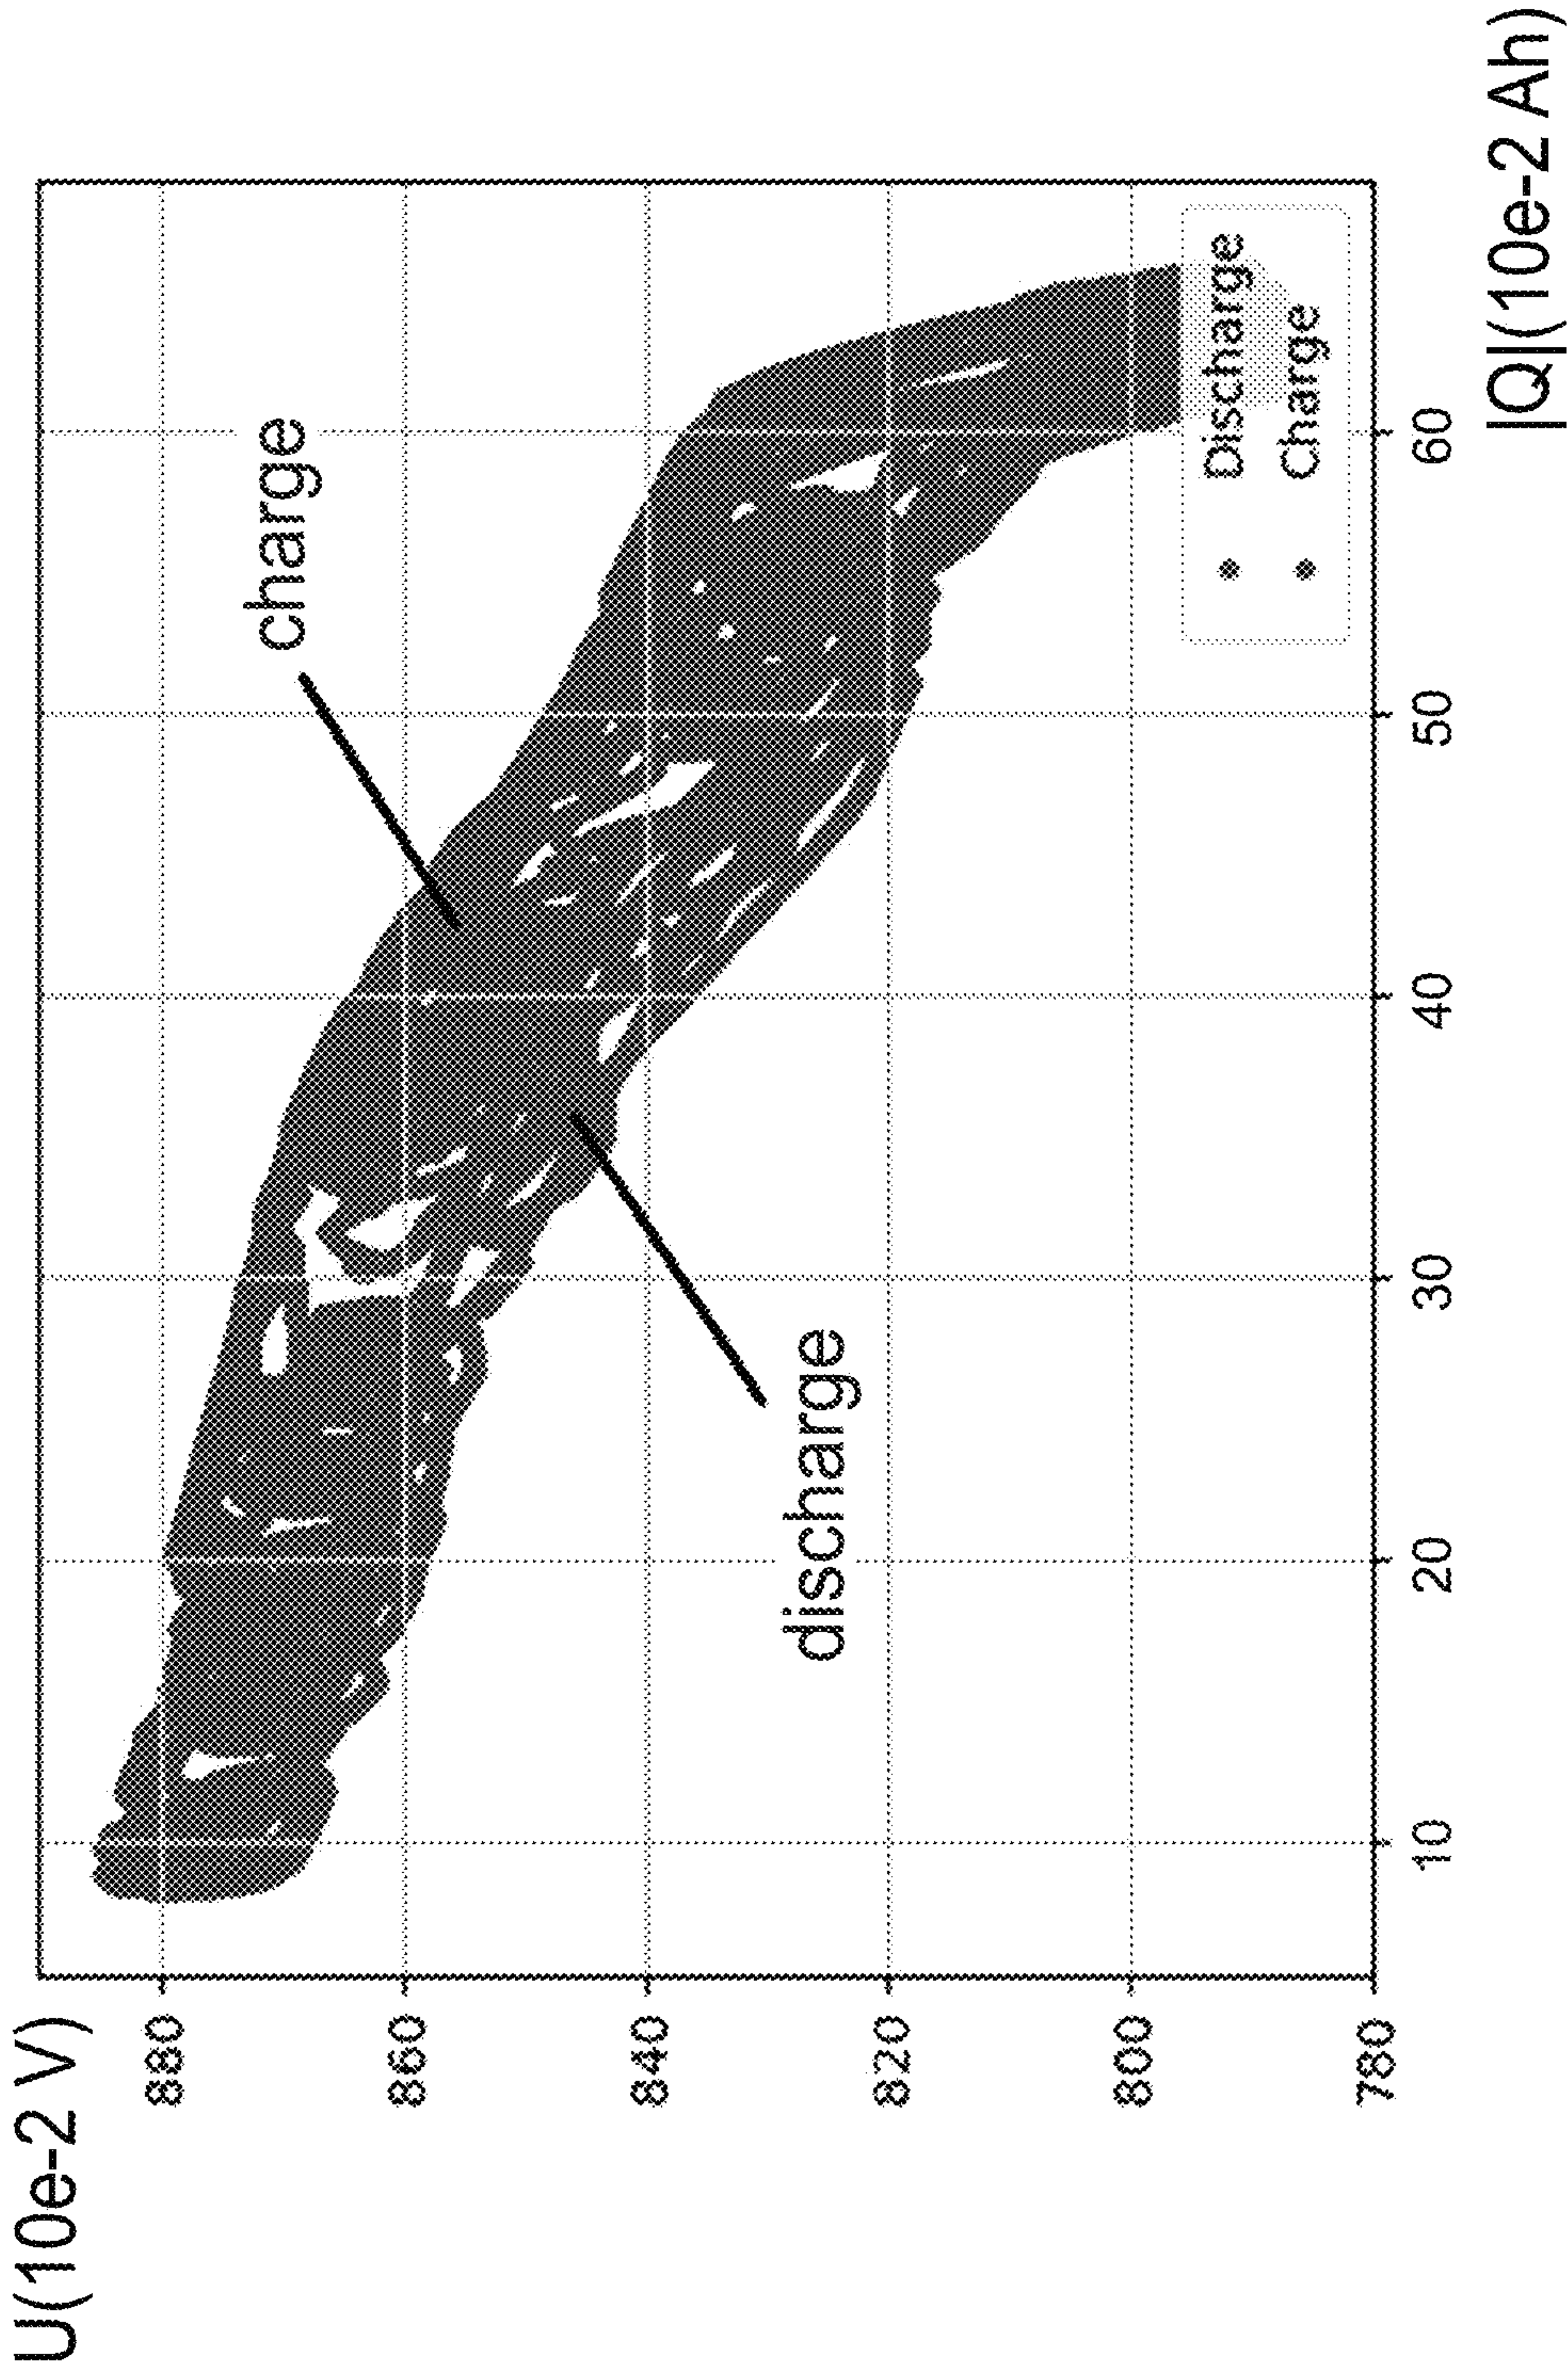 U(10e-2 V)
880
860
840
820
800
780
charge
discharge
Discharge
Charge
10
20
30
40
50
60
|Q|(10e-2 Ah)